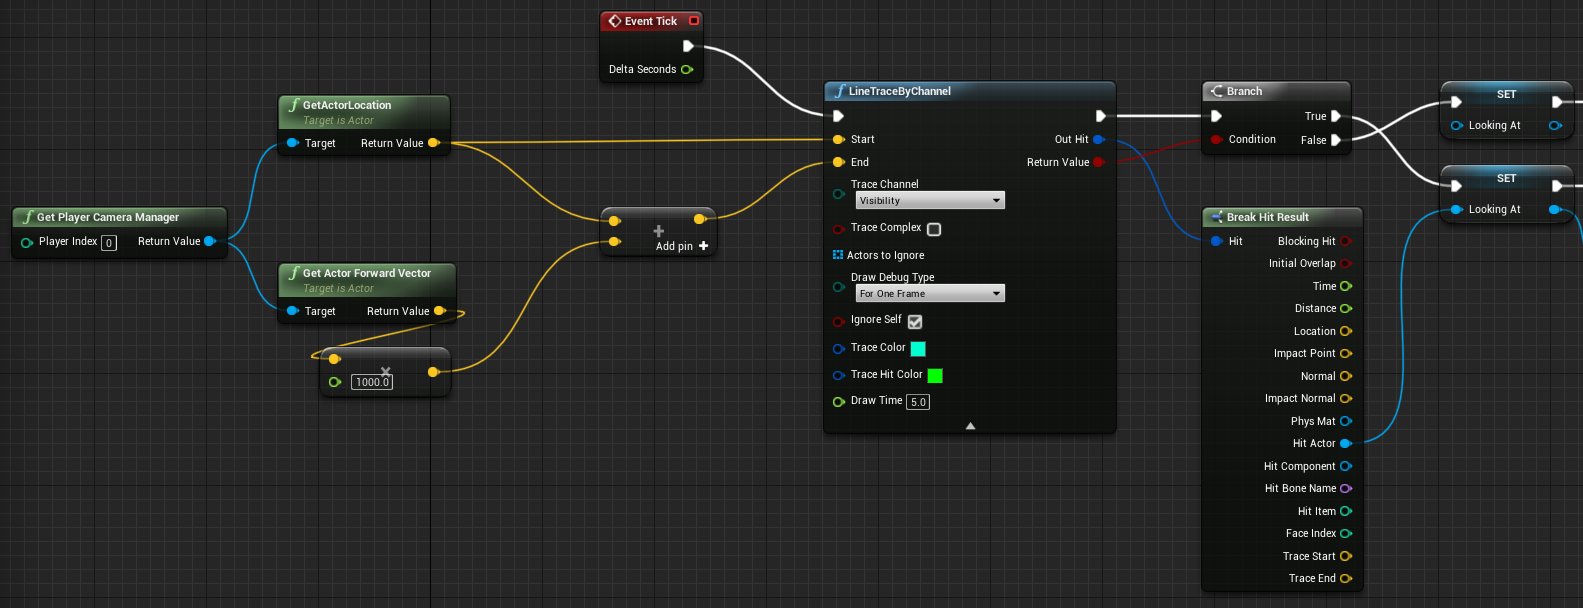 Event Tick
Delta Seconds
GetActorLocation
Target is Actor
Target
Return Value
Get Player Camera Manager
Player Index 0
Return Value
Get Actor Forward Vector
Target is Actor
Target
Return Value
1000.0
Add pin
LineTraceByChannel
Start
Out Hit
End
Return Value
Trace Channel
Visibility
Trace Complex
Actors to Ignore
Draw Debug Type
For One Frame
Ignore Self
Trace Color
Trace Hit Color
Draw Time 5.0
Branch
True
Condition
False
Break Hit Result
Hit
Blocking Hit
Initial Overlap
Time
Distance
Location
Impact Point
Normal
Impact Normal
Phys Mat
Hit Actor
Hit Component
Hit Bone Name
Hit Item
Face Index
Trace Start
Trace End
SET
Looking At
SET
Looking At